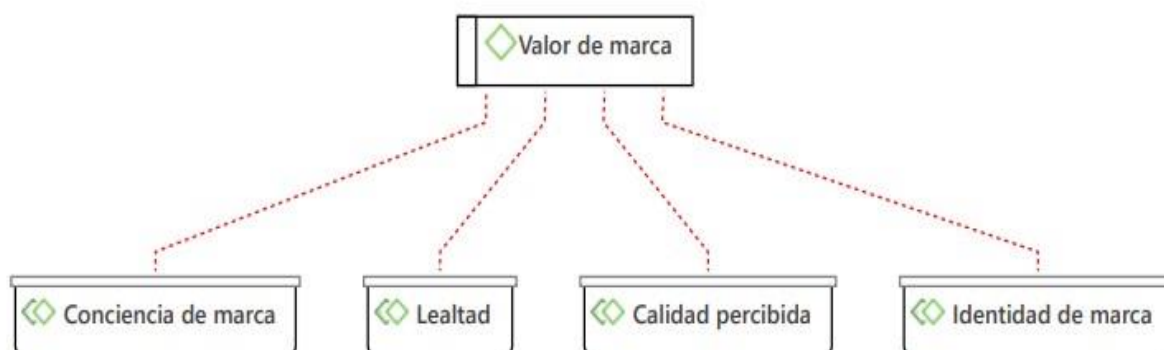 Valor de marca
Conciencia de marca
Lealtad
Calidad percibida
Identidad de marca